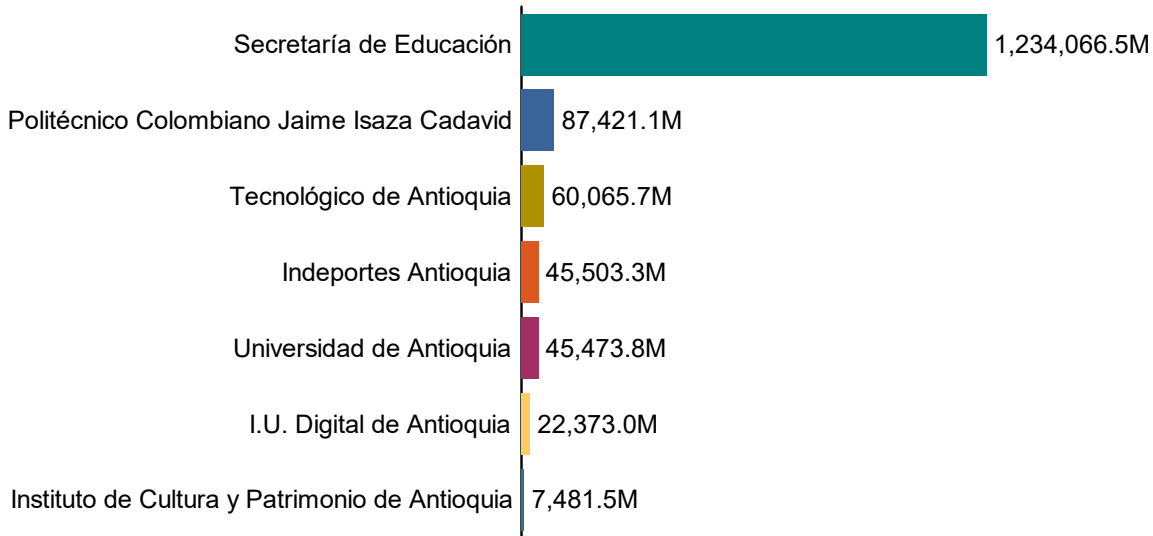 Secretaría de Educación 1,234,066.5M
Politécnico Colombiano Jaime Isaza Cadavid 87,421.1M
Tecnológico de Antioquia 60,065.7M
Indeportes Antioquia 45,503.3M
Universidad de Antioquia 45,473.8M
I.U. Digital de Antioquia 22,373.0M
Instituto de Cultura y Patrimonio de Antioquia 7,481.5M